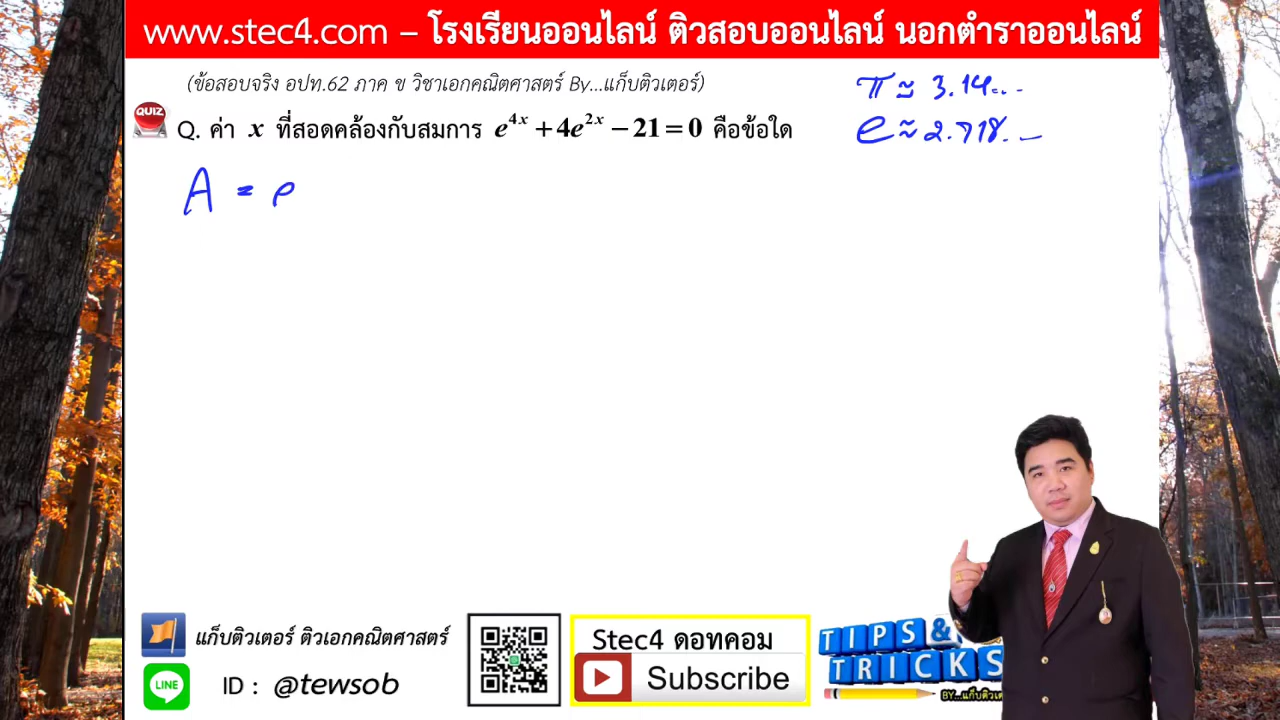 www.stec4.com – โรงเรียนออนไลน์ ติวสอบออนไลน์ นอกตำราออนไลน์
(ข้อสอบจริง อปท.62 ภาค ข วิชาเอกคณิตศาสตร์ By...แก็บติวเตอร์)
π ≈ 3.14...
QUIZ
Q. ค่า x ที่สอดคล้องกับสมการ e^{4x} + 4e^{2x} − 21 = 0 คือข้อใด
e ≈ 2.718...
A = e
แก็บติวเตอร์ ติวเอกคณิตศาสตร์
LINE
ID : @tewsob
Stec4 ดอทคอม
Subscribe
TIPS &
TRICKS